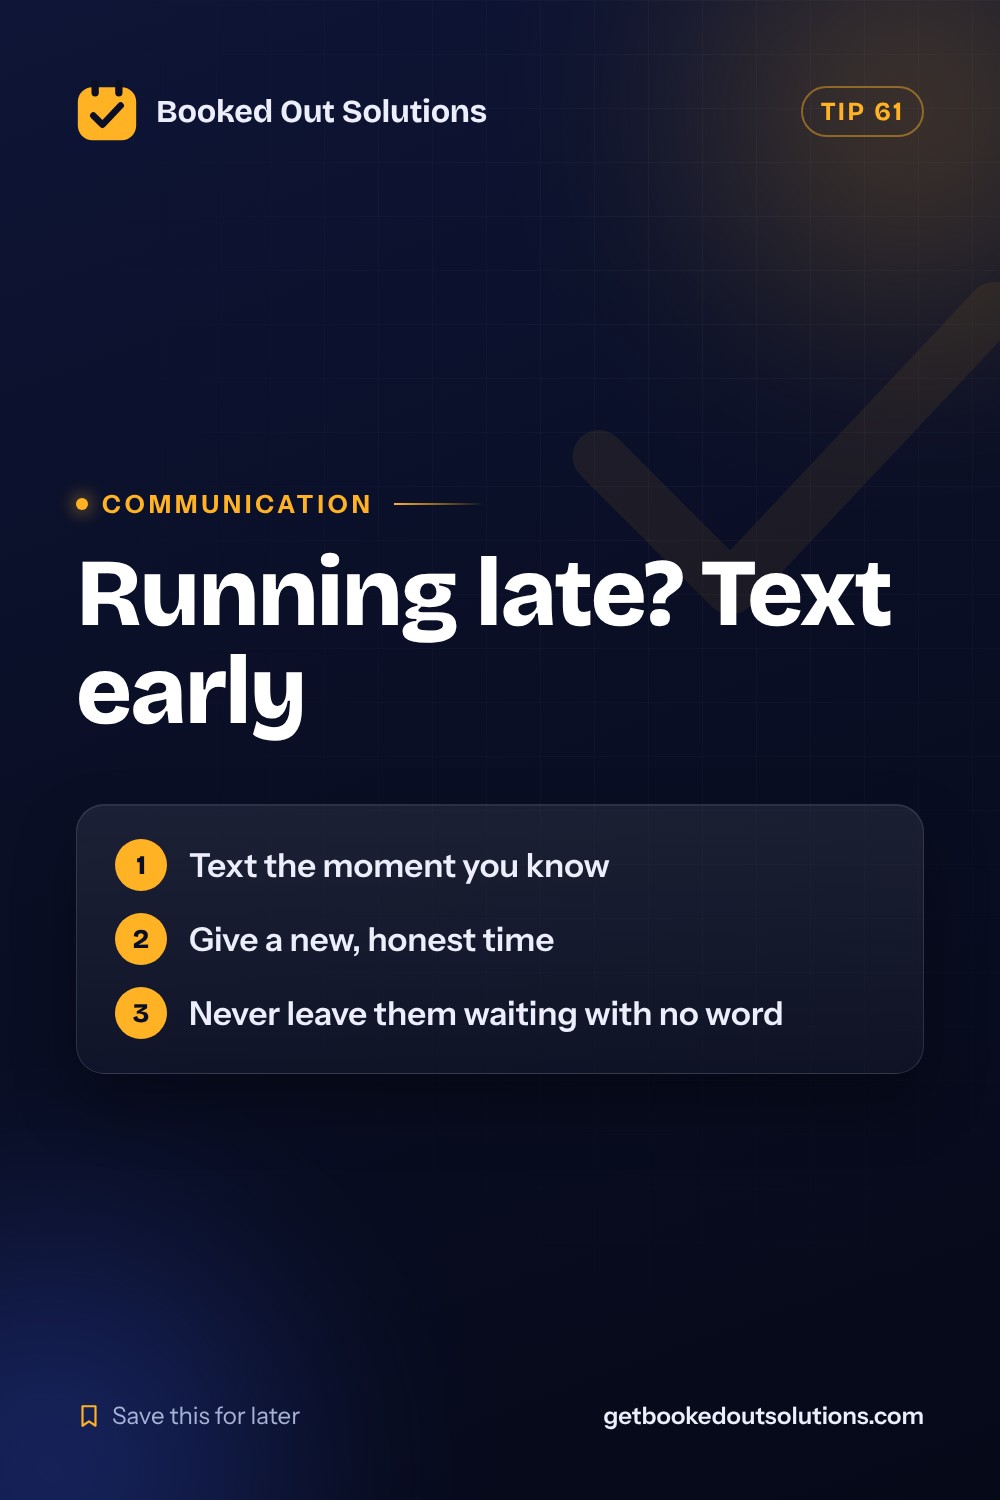 Booked Out Solutions
TIP 61
COMMUNICATION
Running late? Text
early
1 Text the moment you know
2 Give a new, honest time
3 Never leave them waiting with no word
Save this for later
getbookedoutsolutions.com